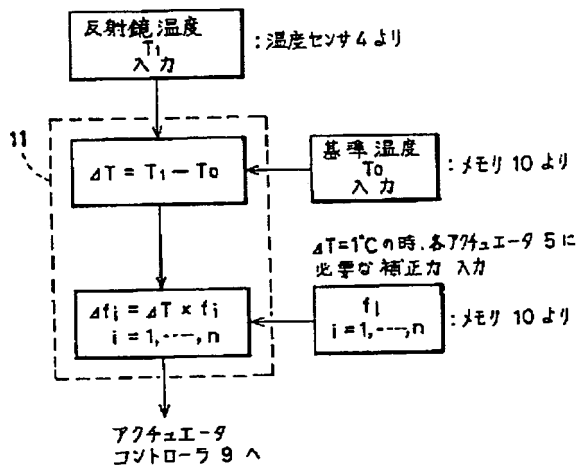 反射鏡温度
T₁
入力
:温度センサ4より
11
ΔT = T₁ − T₀
基準温度
T₀
入力
:メモリ10より
ΔT=1℃の時、各アクチュエータ5に
必要な補正力 入力
Δfi = ΔT × fi
i = 1,----,n
fi
i = 1,----,n
:メモリ10より
アクチュエータ
コントローラ9へ